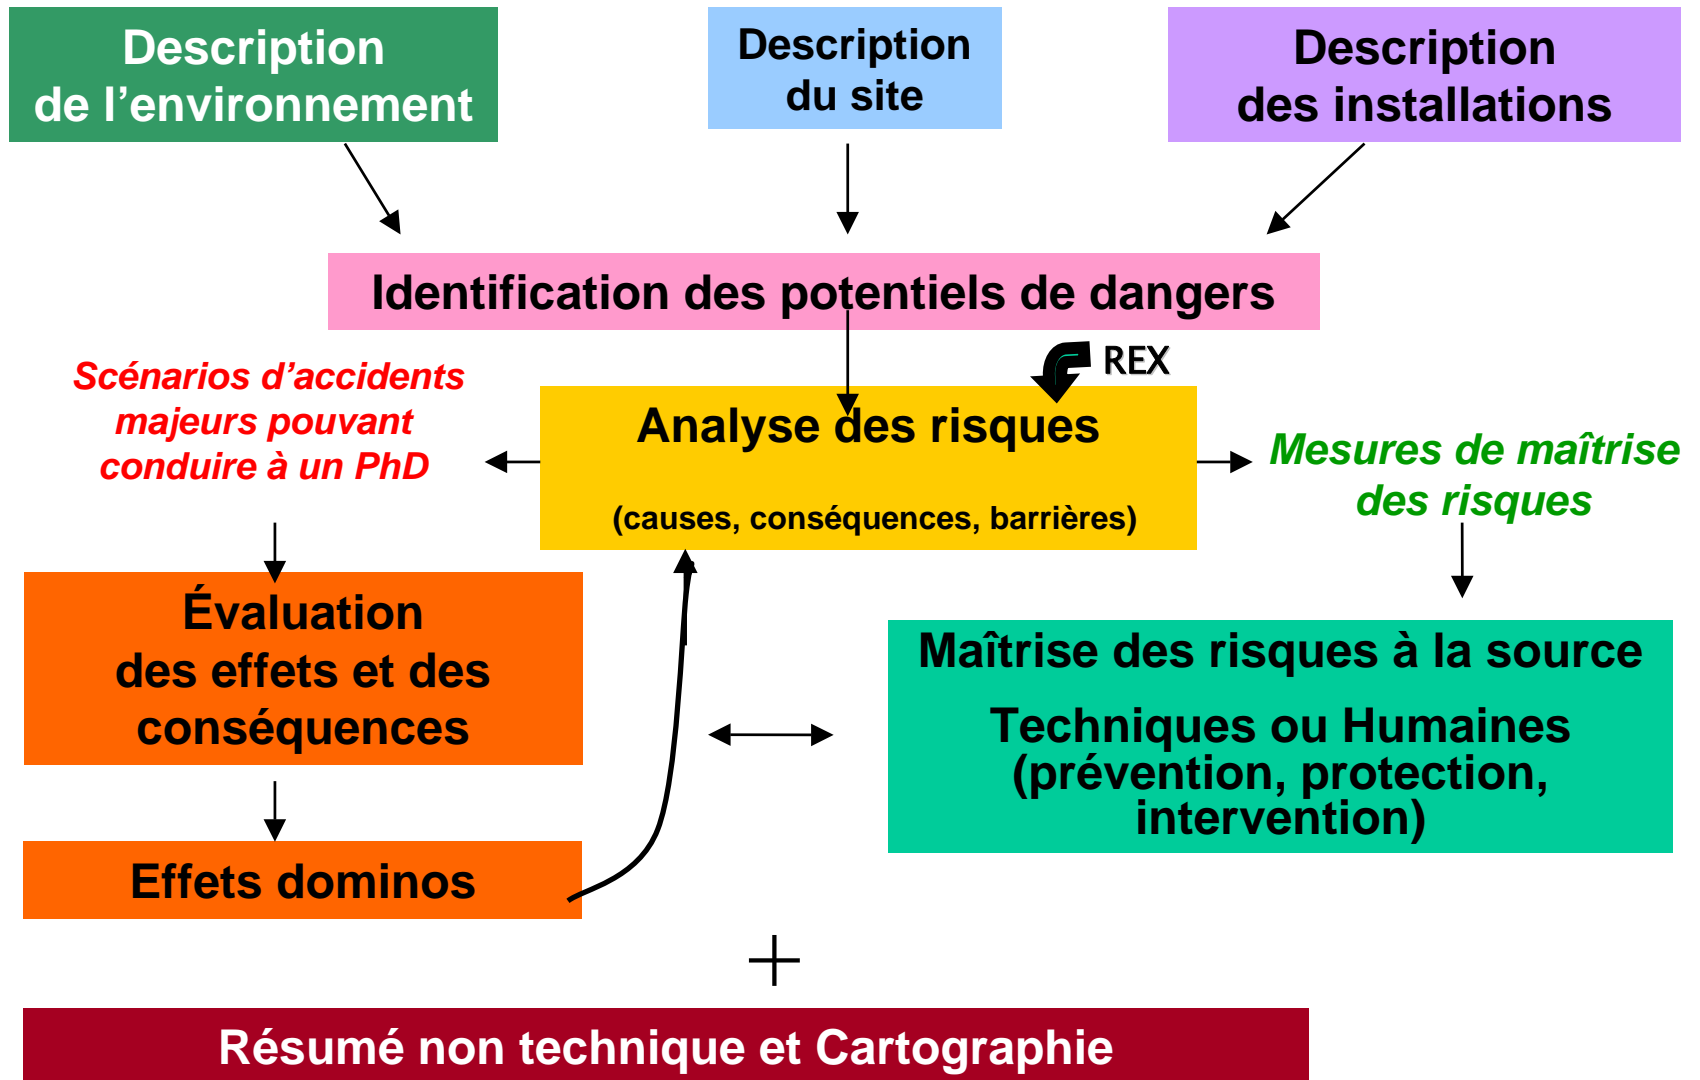 Description
de l’environnement
Description
du site
Description
des installations
Identification des potentiels de dangers
REX
Scénarios d’accidents
majeurs pouvant
conduire à un PhD
Analyse des risques
(causes, conséquences, barrières)
Mesures de maîtrise
des risques
Évaluation
des effets et des
conséquences
Maîtrise des risques à la source
Techniques ou Humaines
(prévention, protection,
intervention)
Effets dominos
+
Résumé non technique et Cartographie